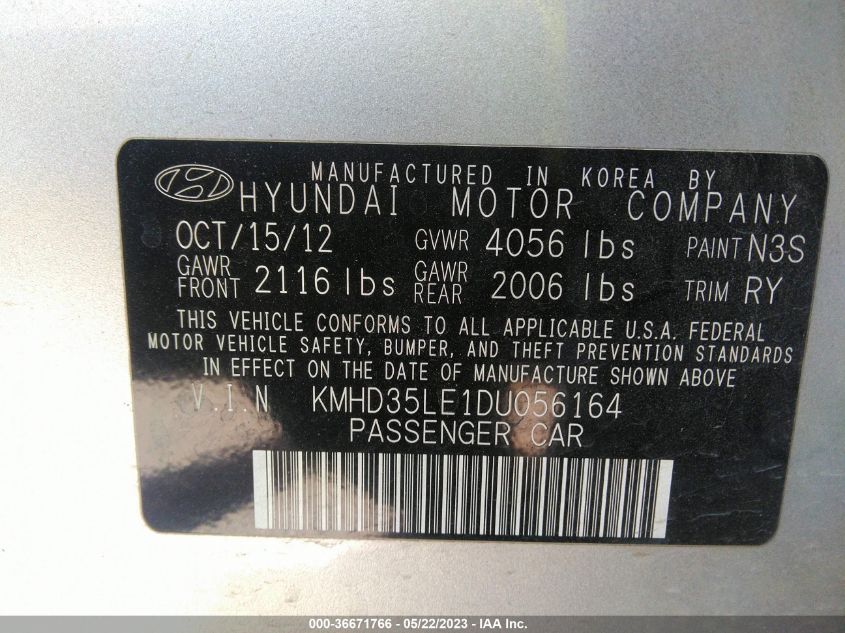 MANUFACTURED IN KOREA BY
HYUNDAI MOTOR COMPANY
OCT/15/12 GVWR 4056 lbs PAINT N3S
GAWR FRONT 2116 lbs GAWR REAR 2006 lbs TRIM RY
THIS VEHICLE CONFORMS TO ALL APPLICABLE U.S.A. FEDERAL
MOTOR VEHICLE SAFETY, BUMPER, AND THEFT PREVENTION STANDARDS
IN EFFECT ON THE DATE OF MANUFACTURE SHOWN ABOVE
V.I.N KMHD35LE1DU056164
PASSENGER CAR
000-36671766 - 05/22/2023 - IAA Inc.